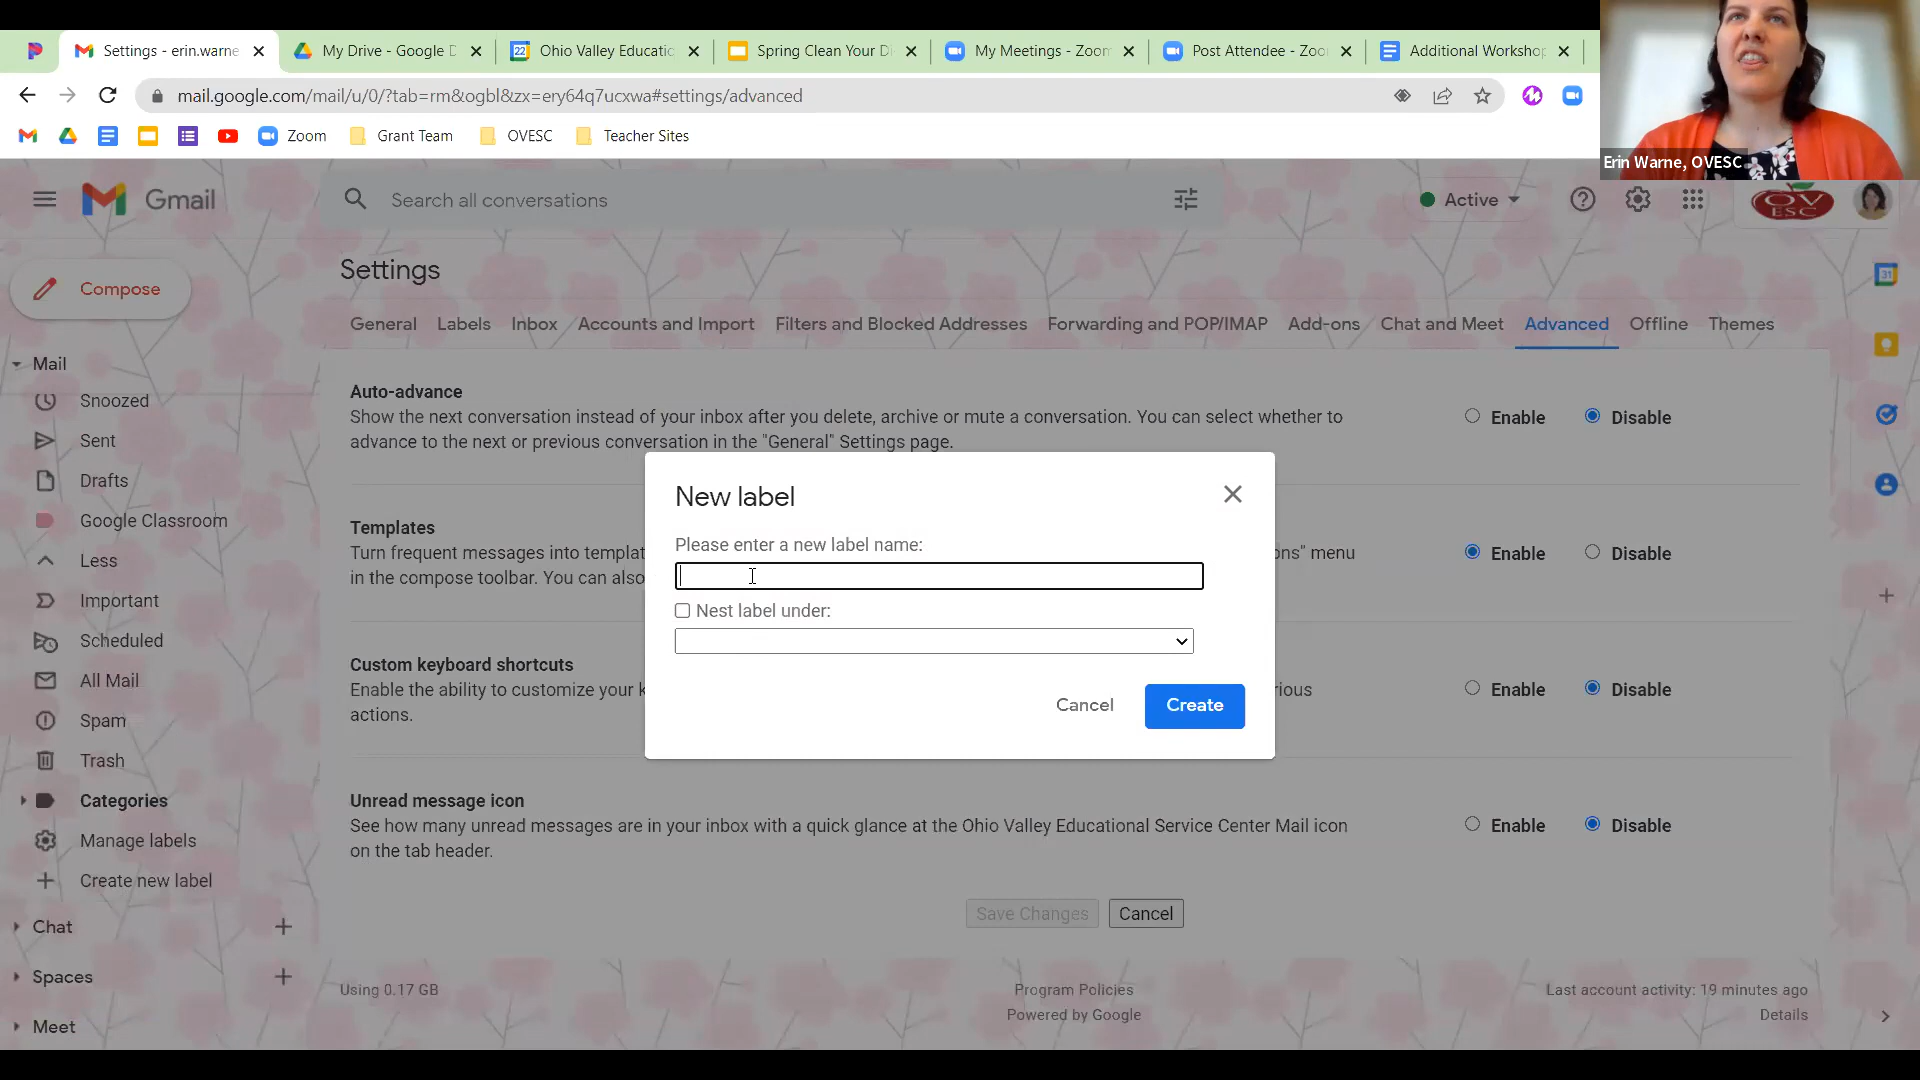 Settings - erin.warne
My Drive - Google D
Ohio Valley Educatio
Spring Clean Your Di
My Meetings - Zoom
Post Attendee - Zoo
Additional Workshop
mail.google.com/mail/u/0/?tab=rm&ogbl&zx=ery64q7ucxwa#settings/advanced
Zoom
Grant Team
OVESC
Teacher Sites
Erin Warne, OVESC
Gmail
Search all conversations
Active
OV
ESC
Compose
Settings
General
Labels
Inbox
Accounts and Import
Filters and Blocked Addresses
Forwarding and POP/IMAP
Add-ons
Chat and Meet
Advanced
Offline
Themes
Mail
Snoozed
Sent
Drafts
Google Classroom
Less
Important
Scheduled
All Mail
Spam
Trash
Categories
Manage labels
Create new label
Chat
Spaces
Meet
Auto-advance
Show the next conversation instead of your inbox after you delete, archive or mute a conversation. You can select whether to
advance to the next or previous conversation in the "General" Settings page.
Enable
Disable
Templates
Turn frequent messages into templat
ons" menu
in the compose toolbar. You can also
Enable
Disable
New label
Please enter a new label name:
Nest label under:
Cancel
Create
Custom keyboard shortcuts
Enable the ability to customize your k
rious
actions.
Enable
Disable
Unread message icon
See how many unread messages are in your inbox with a quick glance at the Ohio Valley Educational Service Center Mail icon
on the tab header.
Enable
Disable
Save Changes
Cancel
Using 0.17 GB
Program Policies
Powered by Google
Last account activity: 19 minutes ago
Details
22
31